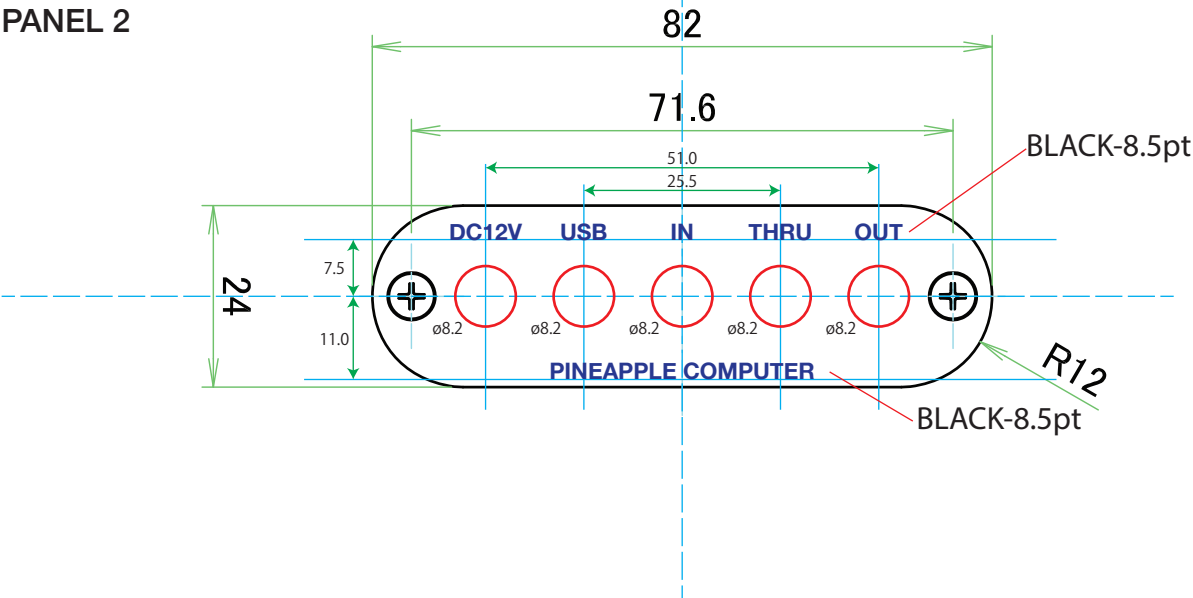 PANEL 2
82
71.6
BLACK-8.5pt
51.0
25.5
DC12V USB IN THRU OUT
7.5
24
11.0
ø8.2 ø8.2 ø8.2 ø8.2 ø8.2
R12
PINEAPPLE COMPUTER
BLACK-8.5pt